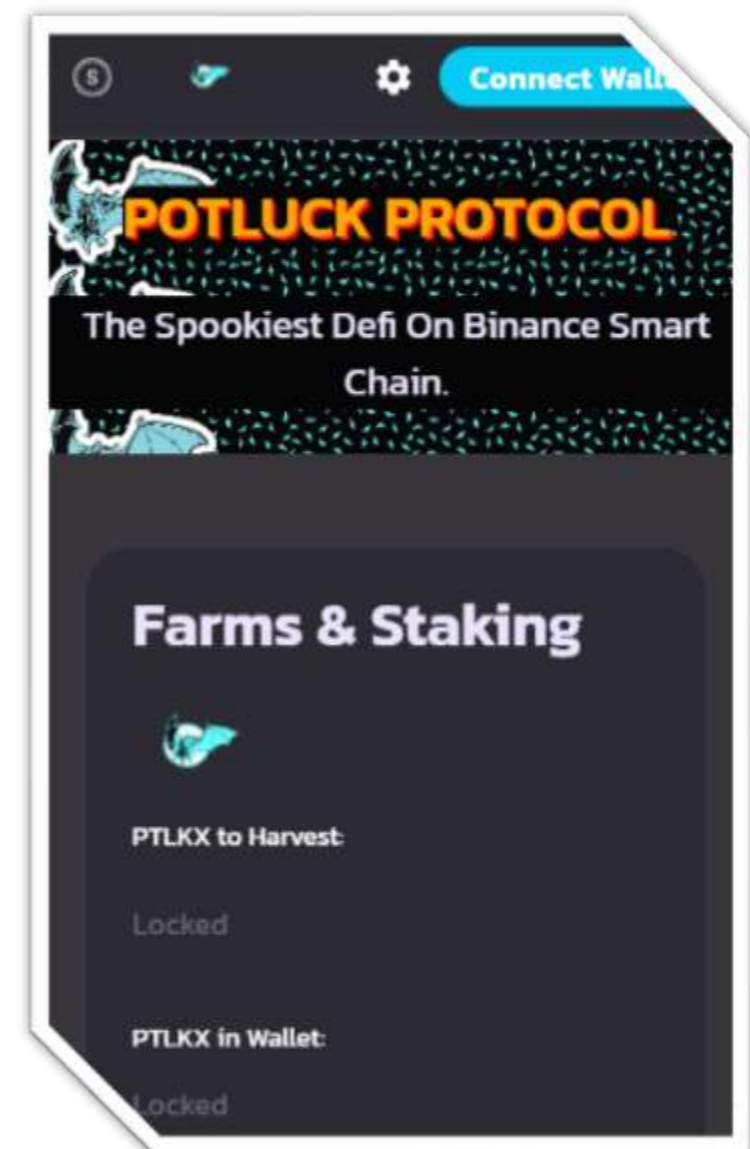 S
Connect Wall
POTLUCK PROTOCOL
The Spookiest Defi On Binance Smart
Chain.
Farms & Staking
PTLKX to Harvest:
Locked
PTLKX in Wallet:
Locked